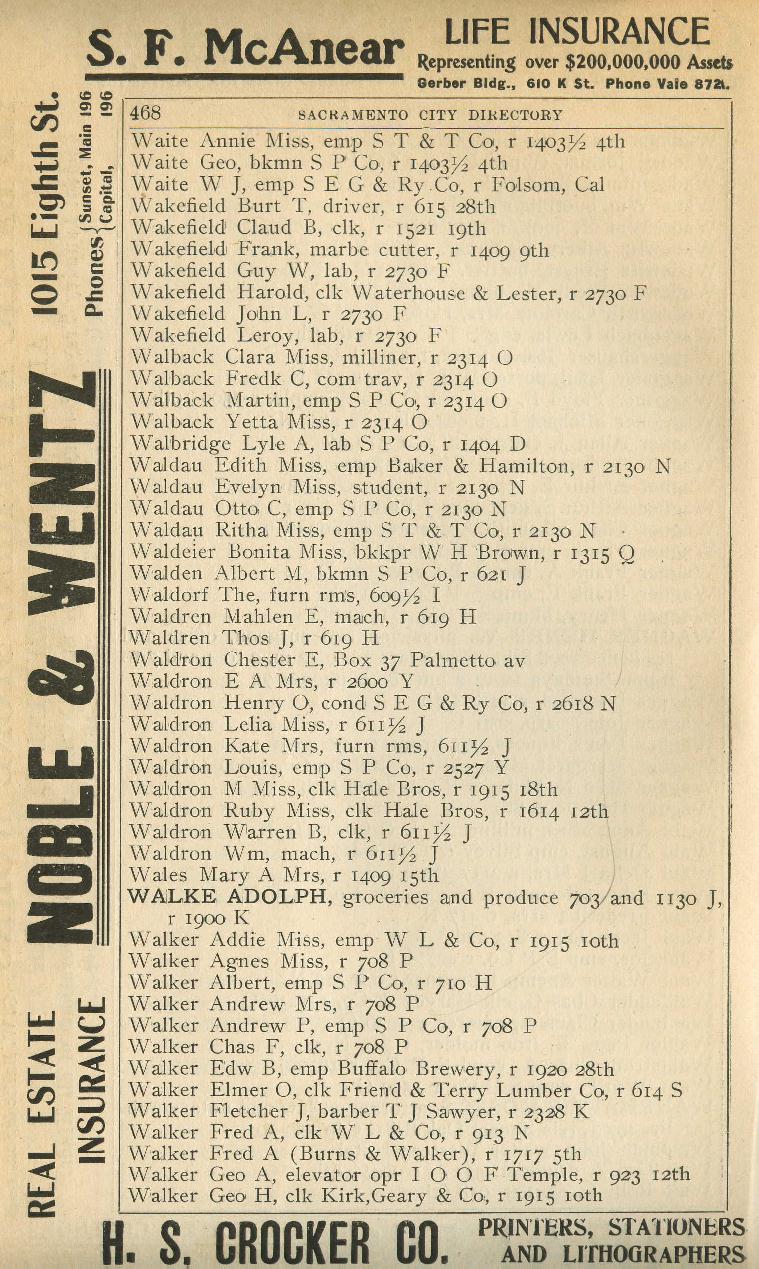 S. F. McAnear
LIFE INSURANCE
Representing over $200,000,000 Assets
Gerber Bldg., 610 K St. Phone Vale 872.
468 SACRAMENTO CITY DIRECTORY
Waite Annie Miss, emp S T & T Co, r 1403½ 4th
Waite Geo, bkmn S P Co, r 1403½ 4th
Waite W J, emp S E G & Ry Co, r Folsom, Cal
Wakefield Burt T, driver, r 615 28th
Wakefield Claud B, clk, r 1521 19th
Wakefield Frank, marbe cutter, r 1409 9th
Wakefield Guy W, lab, r 2730 F
Wakefield Harold, clk Waterhouse & Lester, r 2730 F
Wakefield John L, r 2730 F
Wakefield Leroy, lab, r 2730 F
Walback Clara Miss, milliner, r 2314 O
Walback Fredk C, com trav, r 2314 O
Walback Martin, emp S P Co, r 2314 O
Walback Yetta Miss, r 2314 O
Walbridge Lyle A, lab S P Co, r 1404 D
Waldau Edith Miss, emp Baker & Hamilton, r 2130 N
Waldau Evelyn Miss, student, r 2130 N
Waldau Otto C, emp S P Co, r 2130 N
Waldau Ritha Miss, emp S T & T Co, r 2130 N
Waldeier Bonita Miss, bkkpr W H Brown, r 1315 Q
Walden Albert M, bkmn S P Co, r 621 J
Waldorf The, furn rms, 609½ I
Waldren Mahlen E, mach, r 619 H
Waldren Thos J, r 619 H
Waldron Chester E, Box 37 Palmetto av
Waldron E A Mrs, r 2600 Y
Waldron Henry O, cond S E G & Ry Co, r 2618 N
Waldron Lelia Miss, r 611½ J
Waldron Kate Mrs, furn rms, 611½ J
Waldron Louis, emp S P Co, r 2527 Y
Waldron M Miss, clk Hale Bros, r 1915 18th
Waldron Ruby Miss, clk Hale Bros, r 1614 12th
Waldron Warren B, clk, r 611½ J
Waldron Wm, mach, r 611½ J
Wales Mary A Mrs, r 1409 15th
WALKE ADOLPH, groceries and produce 703 and 1130 J,
r 1900 K
Walker Addie Miss, emp W L & Co, r 1915 10th
Walker Agnes Miss, r 708 P
Walker Albert, emp S P Co, r 710 H
Walker Andrew Mrs, r 708 P
Walker Andrew P, emp S P Co, r 708 P
Walker Chas F, clk, r 708 P
Walker Edw B, emp Buffalo Brewery, r 1920 28th
Walker Elmer O, clk Friend & Terry Lumber Co, r 614 S
Walker Fletcher J, barber T J Sawyer, r 2328 K
Walker Fred A, clk W L & Co, r 913 N
Walker Fred A (Burns & Walker), r 1717 5th
Walker Geo A, elevator opr I O O F Temple, r 923 12th
Walker Geo H, clk Kirk,Geary & Co, r 1915 10th
REAL ESTATE
INSURANCE
NOBLE & WENTZ
1015 Eighth St.
Phones { Sunset, Main 196
Capital, 196
H. S. CROCKER CO.
PRINTERS, STATIONERS
AND LITHOGRAPHERS